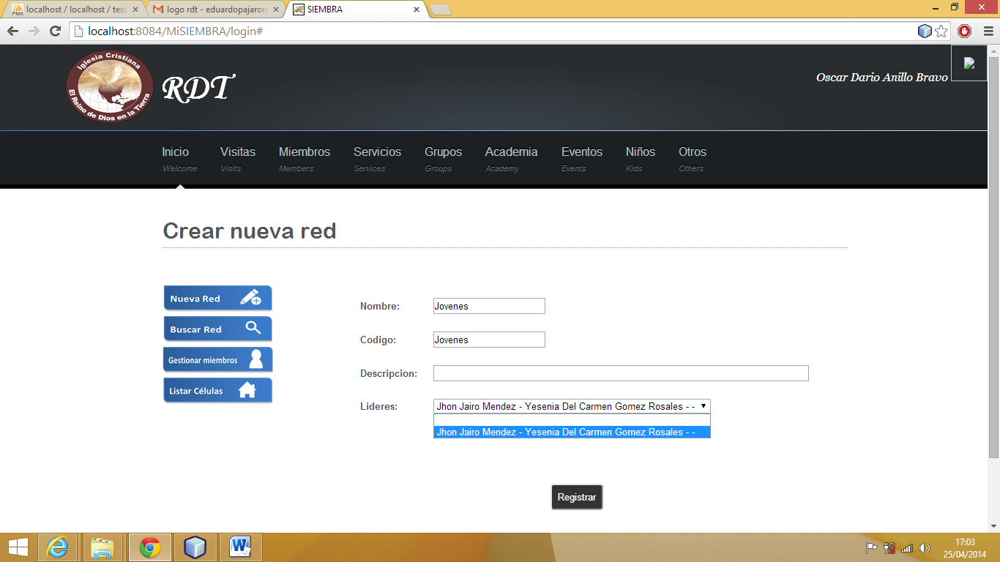 localhost / localhost / tesi
logo rdt - eduardopajaron
SIEMBRA
localhost:8084/MiSIEMBRA/login#
Iglesia Cristiana
El Reino de Dios en la Tierra
RDT
Oscar Dario Anillo Bravo
Inicio Visitas Miembros Servicios Grupos Academia Eventos Niños Otros
Welcome Visits Members Services Groups Academy Events Kids Others
Crear nueva red
Nueva Red
Buscar Red
Gestionar miembros
Listar Células
Nombre: Jovenes
Codigo: Jovenes
Descripcion:
Lideres: Jhon Jairo Mendez - Yesenia Del Carmen Gomez Rosales - -
Jhon Jairo Mendez - Yesenia Del Carmen Gomez Rosales - -
Registrar
17:03
25/04/2014